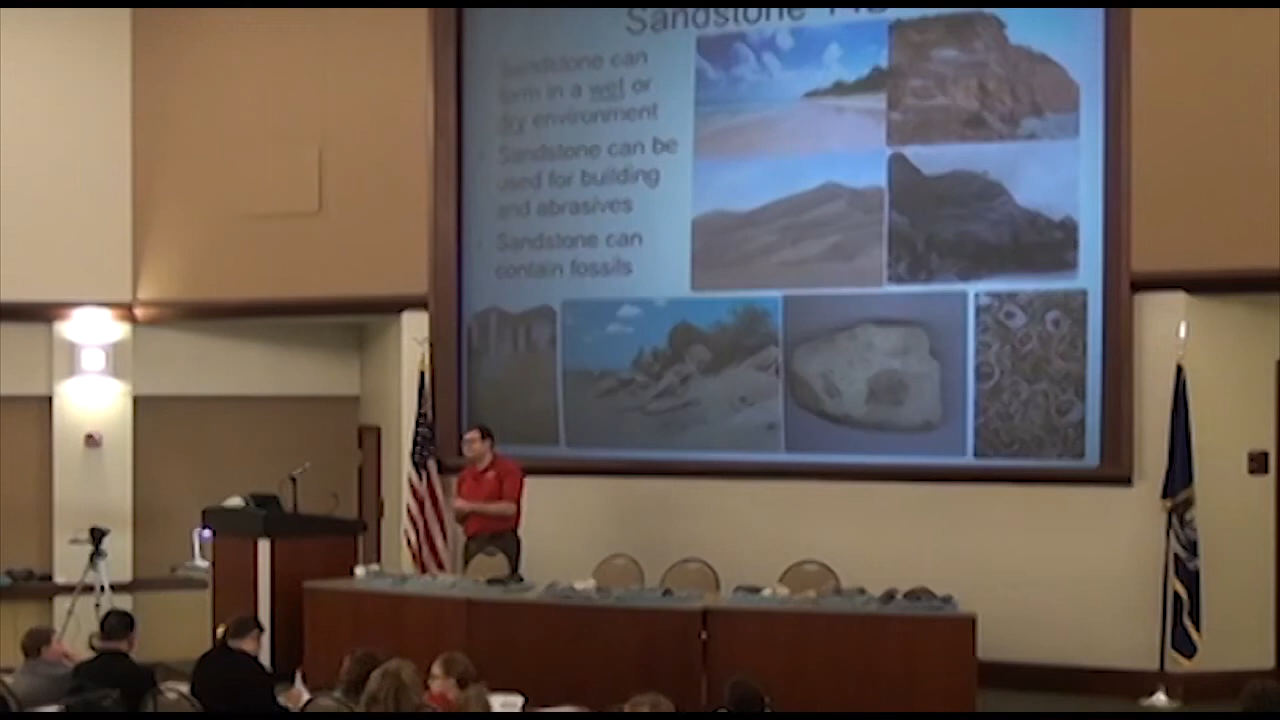 Sandstone
Sandstone can
form in a wet or
dry environment
Sandstone can be
used for building
and abrasives
Sandstone can
contain fossils